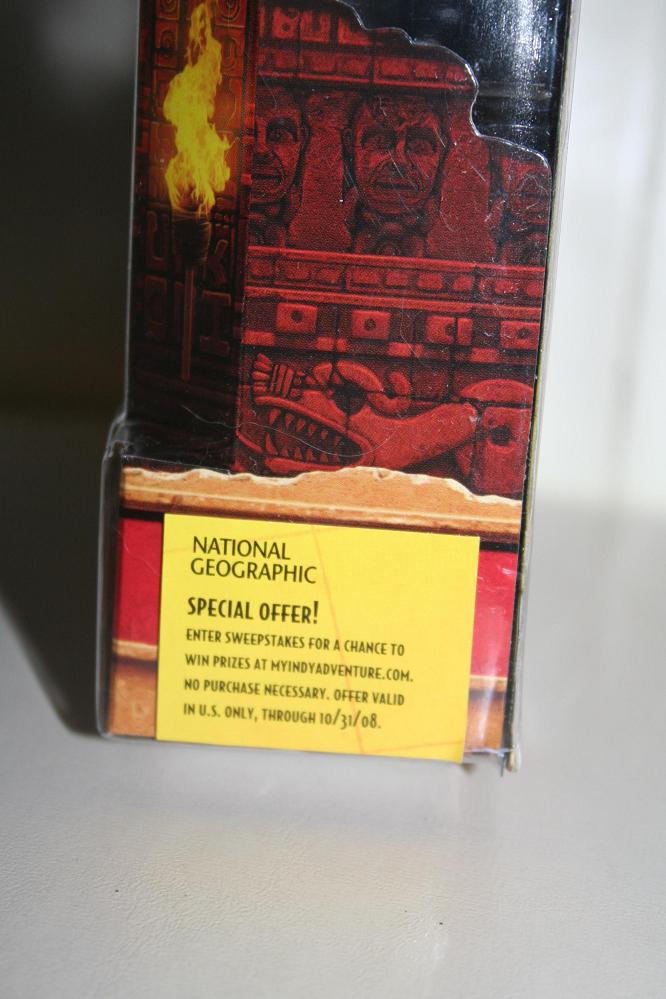 NATIONAL
GEOGRAPHIC
SPECIAL OFFER!
ENTER SWEEPSTAKES FOR A CHANCE TO
WIN PRIZES AT MYINDYADVENTURE.COM.
NO PURCHASE NECESSARY. OFFER VALID
IN U.S. ONLY, THROUGH 10/31/08.